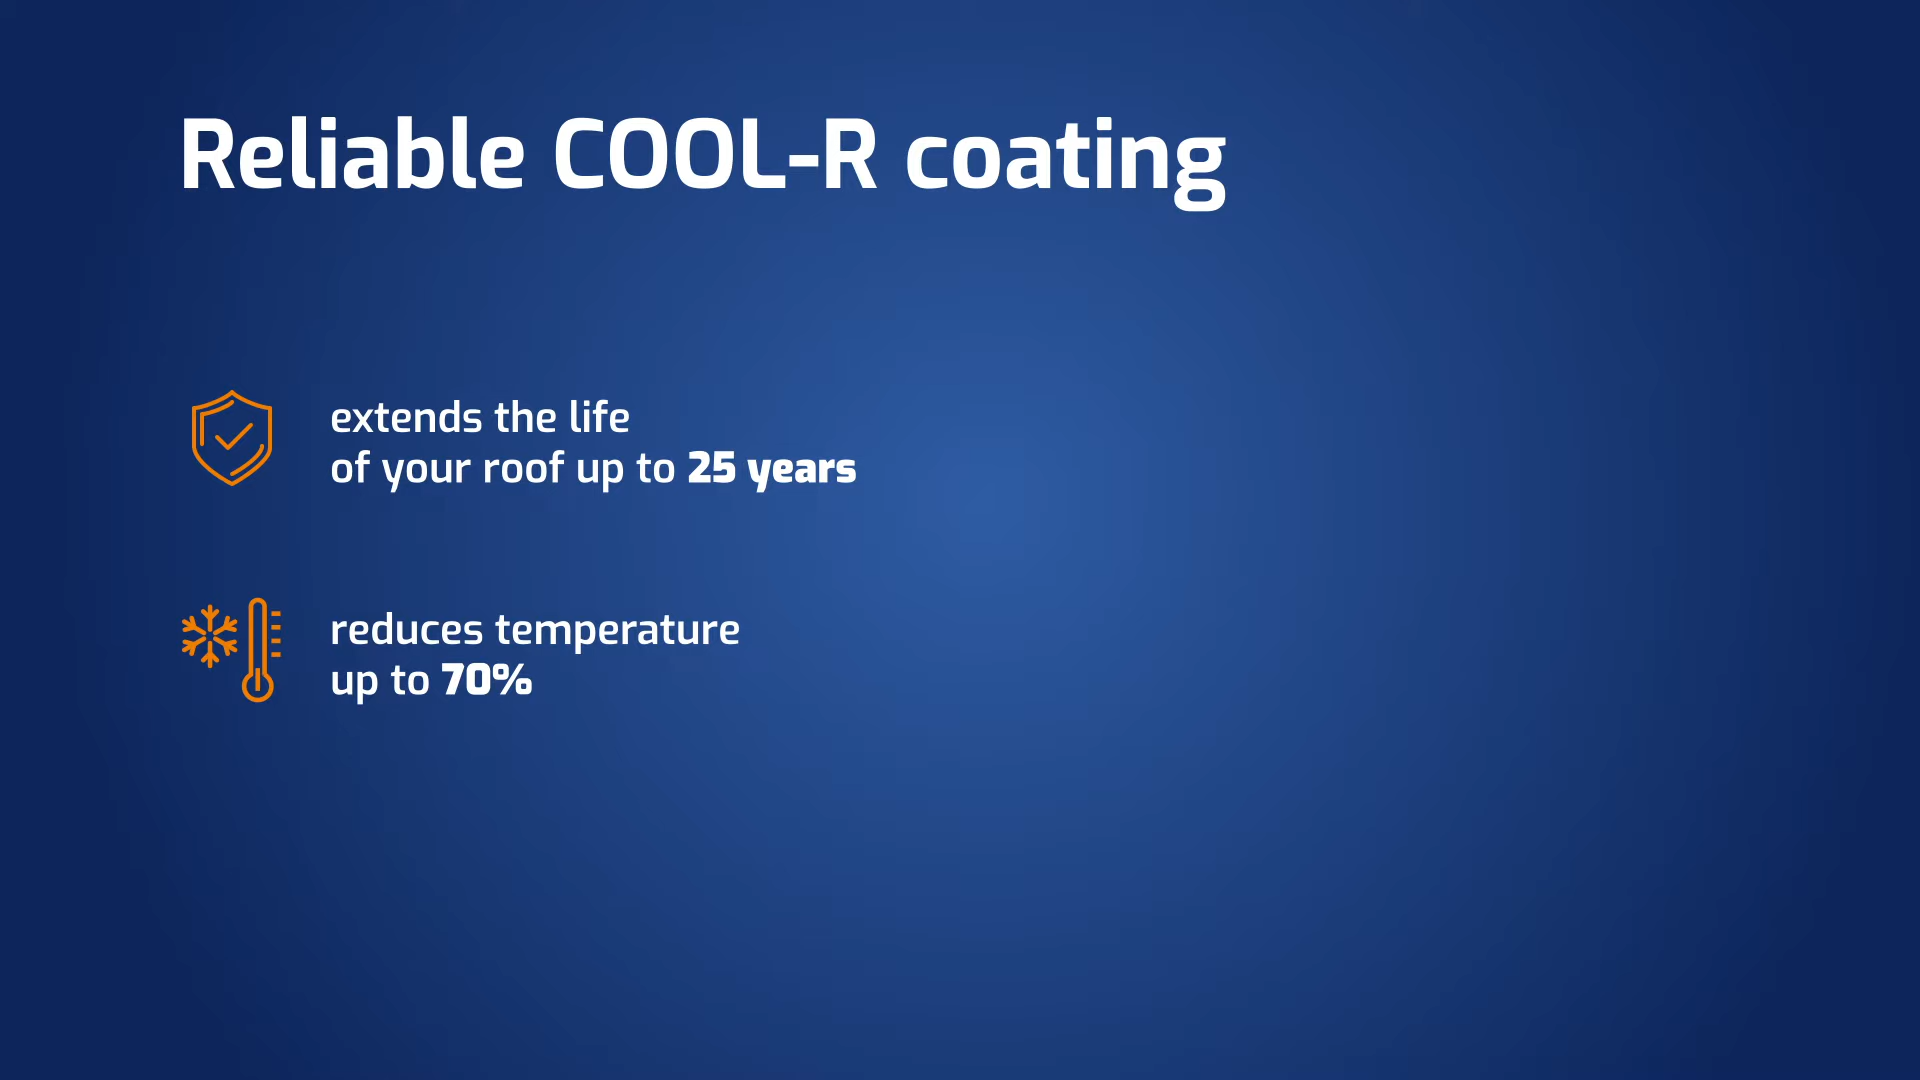 Reliable COOL-R coating
extends the life
of your roof up to 25 years
reduces temperature
up to 70%